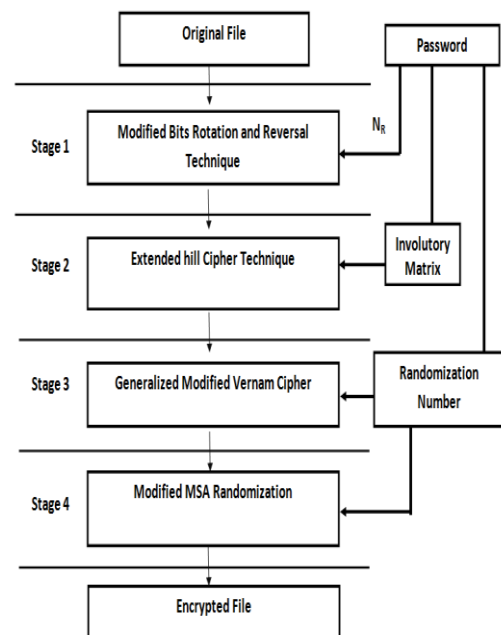 Original File
Password
Stage 1
Modified Bits Rotation and Reversal
Technique
N_R
Stage 2
Extended hill Cipher Technique
Involutory
Matrix
Stage 3
Generalized Modified Vernam Cipher
Randomization
Number
Stage 4
Modified MSA Randomization
Encrypted File